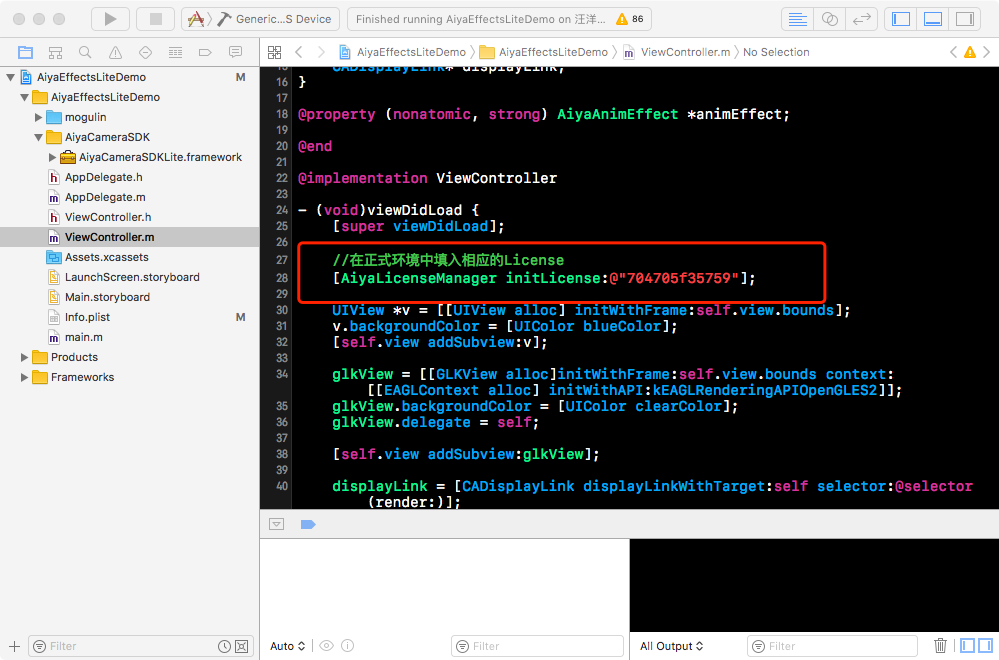 Generic...S Device
Finished running AiyaEffectsLiteDemo on 汪洋... 86
AiyaEffectsLiteDemo AiyaEffectsLiteDemo ViewController.m No Selection
AiyaEffectsLiteDemo M
AiyaEffectsLiteDemo
mogulin
AiyaCameraSDK
AiyaCameraSDKLite.framework
AppDelegate.h
AppDelegate.m
ViewController.h
ViewController.m
Assets.xcassets
LaunchScreen.storyboard
Main.storyboard
Info.plist M
main.m
Products
Frameworks
15 CADisplayLink* displayLink;
16 }
17
18 @property (nonatomic, strong) AiyaAnimEffect *animEffect;
19
20 @end
21
22 @implementation ViewController
23
24 - (void)viewDidLoad {
25 [super viewDidLoad];
26
27 //在正式环境中填入相应的License
28 [AiyaLicenseManager initLicense:@"704705f35759"];
29
30 UIView *v = [[UIView alloc] initWithFrame:self.view.bounds];
31 v.backgroundColor = [UIColor blueColor];
32 [self.view addSubview:v];
33
34 glkView = [[GLKView alloc]initWithFrame:self.view.bounds context:
[[EAGLContext alloc] initWithAPI:kEAGLRenderingAPIOpenGLES2]];
35 glkView.backgroundColor = [UIColor clearColor];
36 glkView.delegate = self;
37
38 [self.view addSubview:glkView];
39
40 displayLink = [CADisplayLink displayLinkWithTarget:self selector:@selector
(render:)];
Filter
Auto
Filter
All Output
Filter